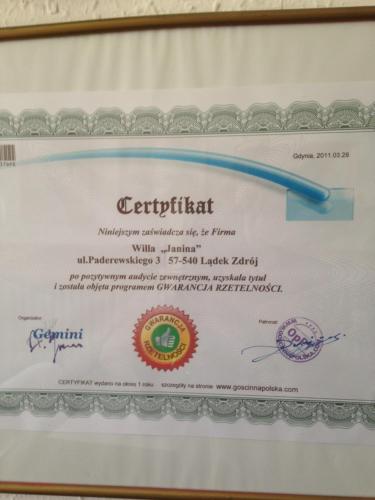 Gdynia, 2011.03.28
Certyfikat
Niniejszym zaświadcza się, że Firma
Willa „Janina”
ul.Paderewskiego 3 57-540 Lądek Zdrój
po pozytywnym audycie zewnętrznym, uzyskała tytuł
i została objęta programem GWARANCJA RZETELNOŚCI.
Organizator:
Gemini
GWARANCJA
RZETELNOŚCI
Patronat:
CERTYFIKAT wydano na okres 1 roku. szczegóły na stronie www.goscinnapolska.com